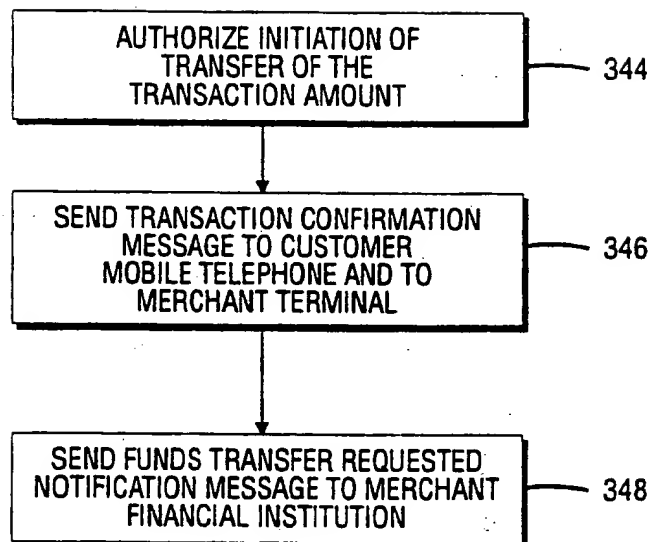 AUTHORIZE INITIATION OF
TRANSFER OF THE
TRANSACTION AMOUNT
344
SEND TRANSACTION CONFIRMATION
MESSAGE TO CUSTOMER
MOBILE TELEPHONE AND TO
MERCHANT TERMINAL
346
SEND FUNDS TRANSFER REQUESTED
NOTIFICATION MESSAGE TO MERCHANT
FINANCIAL INSTITUTION
348